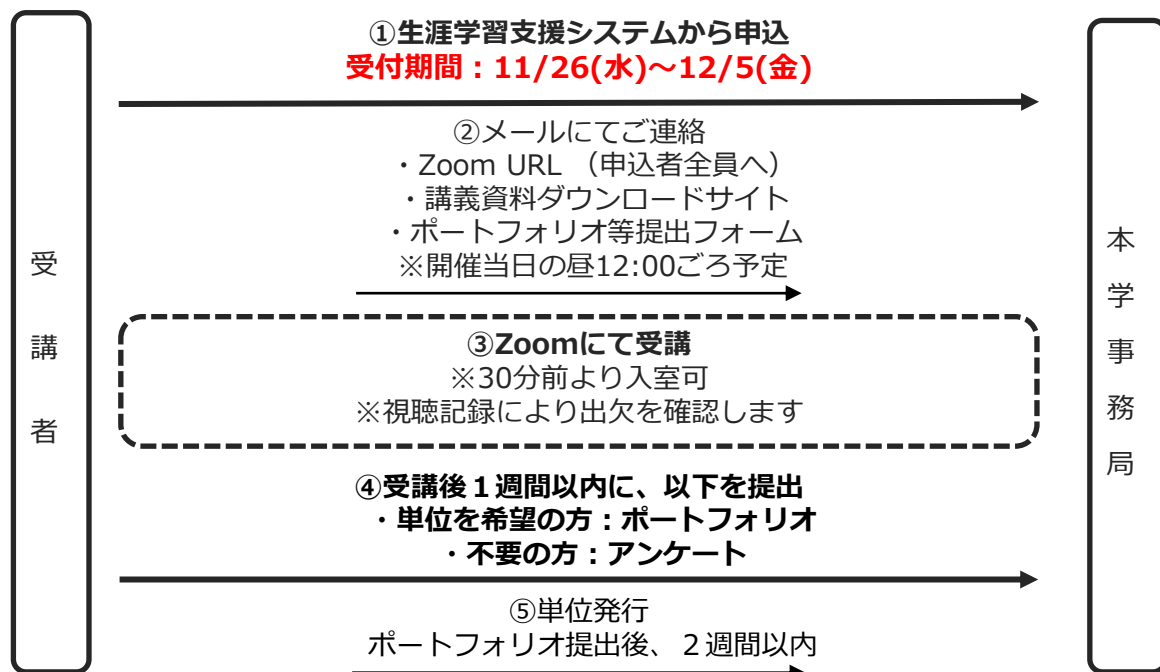 受講者
①生涯学習支援システムから申込
受付期間：11/26(水)～12/5(金)
②メールにてご連絡
・Zoom URL （申込者全員へ）
・講義資料ダウンロードサイト
・ポートフォリオ等提出フォーム
※開催当日の昼12:00ごろ予定
③Zoomにて受講
※30分前より入室可
※視聴記録により出欠を確認します
④受講後１週間以内に、以下を提出
・単位を希望の方：ポートフォリオ
・不要の方：アンケート
⑤単位発行
ポートフォリオ提出後、２週間以内
本学事務局